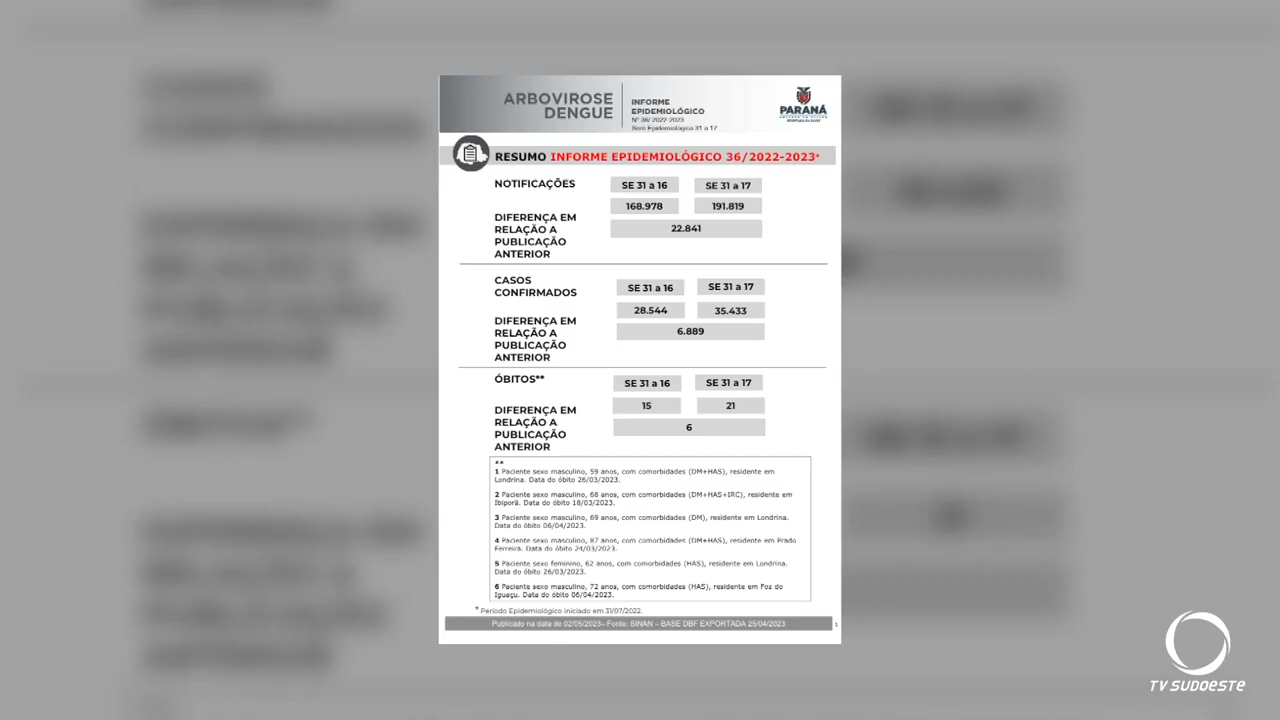 ARBOVIROSE
DENGUE
INFORME
EPIDEMIOLÓGICO
Nº 36/ 2022-2023
Sem Epidemiológica 31 a 17
PARANÁ
RESUMO INFORME EPIDEMIOLÓGICO 36/2022-2023*
NOTIFICAÇÕES
SE 31 a 16
SE 31 a 17
168.978
191.819
DIFERENÇA EM
RELAÇÃO A
PUBLICAÇÃO
ANTERIOR
22.841
CASOS
CONFIRMADOS
SE 31 a 16
SE 31 a 17
28.544
35.433
DIFERENÇA EM
RELAÇÃO A
PUBLICAÇÃO
ANTERIOR
6.889
ÓBITOS**
SE 31 a 16
SE 31 a 17
15
21
DIFERENÇA EM
RELAÇÃO A
PUBLICAÇÃO
ANTERIOR
6
**
1 Paciente sexo masculino, 59 anos, com comorbidades (DM+HAS), residente em
Londrina. Data do óbito 26/03/2023.
2 Paciente sexo masculino, 68 anos, com comorbidades (DM+HAS+IRC), residente em
Ibiporã. Data do óbito 18/03/2023.
3 Paciente sexo masculino, 69 anos, com comorbidades (DM), residente em Londrina.
Data do óbito 06/04/2023.
4 Paciente sexo masculino, 87 anos, com comorbidades (DM+HAS), residente em Prado
Ferreira. Data do óbito 24/03/2023.
5 Paciente sexo feminino, 62 anos, com comorbidades (HAS), residente em Londrina.
Data do óbito 26/03/2023.
6 Paciente sexo masculino, 72 anos, com comorbidades (HAS), residente em Foz do
Iguaçu. Data do óbito 06/04/2023.
* Período Epidemiológico iniciado em 31/07/2022.
Publicado na data de 02/05/2023– Fonte: SINAN – BASE DBF EXPORTADA 25/04/2023
1
TV SUDOESTE